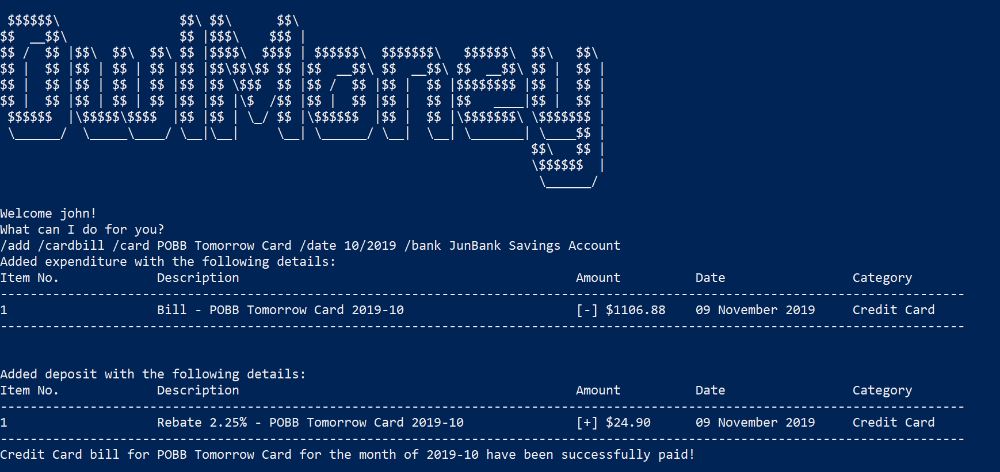 $$$$$$\                $$\ $$\      $$\
$$  __$$\               $$ |$$$\    $$$ |
$$ /  $$ |$$\  $$\  $$\ $$ |$$$$\  $$$$ | $$$$$$\  $$$$$$$\   $$$$$$\  $$\   $$\
$$ |  $$ |$$ | $$ | $$ |$$ |$$\$$\$$ $$ |$$  __$$\ $$  __$$\ $$  __$$\ $$ |  $$ |
$$ |  $$ |$$ | $$ | $$ |$$ |$$ \$$$  $$ |$$ /  $$ |$$ |  $$ |$$$$$$$$ |$$ |  $$ |
$$ |  $$ |$$ | $$ | $$ |$$ |$$ |\$  /$$ |$$ |  $$ |$$ |  $$ |$$   ____|$$ |  $$ |
 $$$$$$  |\$$$$$\$$$$  |$$ |$$ | \_/ $$ |\$$$$$$  |$$ |  $$ |\$$$$$$$\ \$$$$$$$ |
 \______/  \_____\____/ \__|\__|     \__| \______/ \__|  \__| \_______| \____$$ |
                                                                       $$\   $$ |
                                                                       \$$$$$$  |
                                                                        \______/
Welcome john!
What can I do for you?
/add /cardbill /card POBB Tomorrow Card /date 10/2019 /bank JunBank Savings Account
Added expenditure with the following details:
Item No.             Description                                             Amount          Date                 Category
---------------------------------------------------------------------------------------------------------------------------------
1                    Bill - POBB Tomorrow Card 2019-10                       [-] $1106.88    09 November 2019     Credit Card
---------------------------------------------------------------------------------------------------------------------------------
Added deposit with the following details:
Item No.             Description                                             Amount          Date                 Category
---------------------------------------------------------------------------------------------------------------------------------
1                    Rebate 2.25% - POBB Tomorrow Card 2019-10               [+] $24.90      09 November 2019     Credit Card
---------------------------------------------------------------------------------------------------------------------------------
Credit Card bill for POBB Tomorrow Card for the month of 2019-10 have been successfully paid!